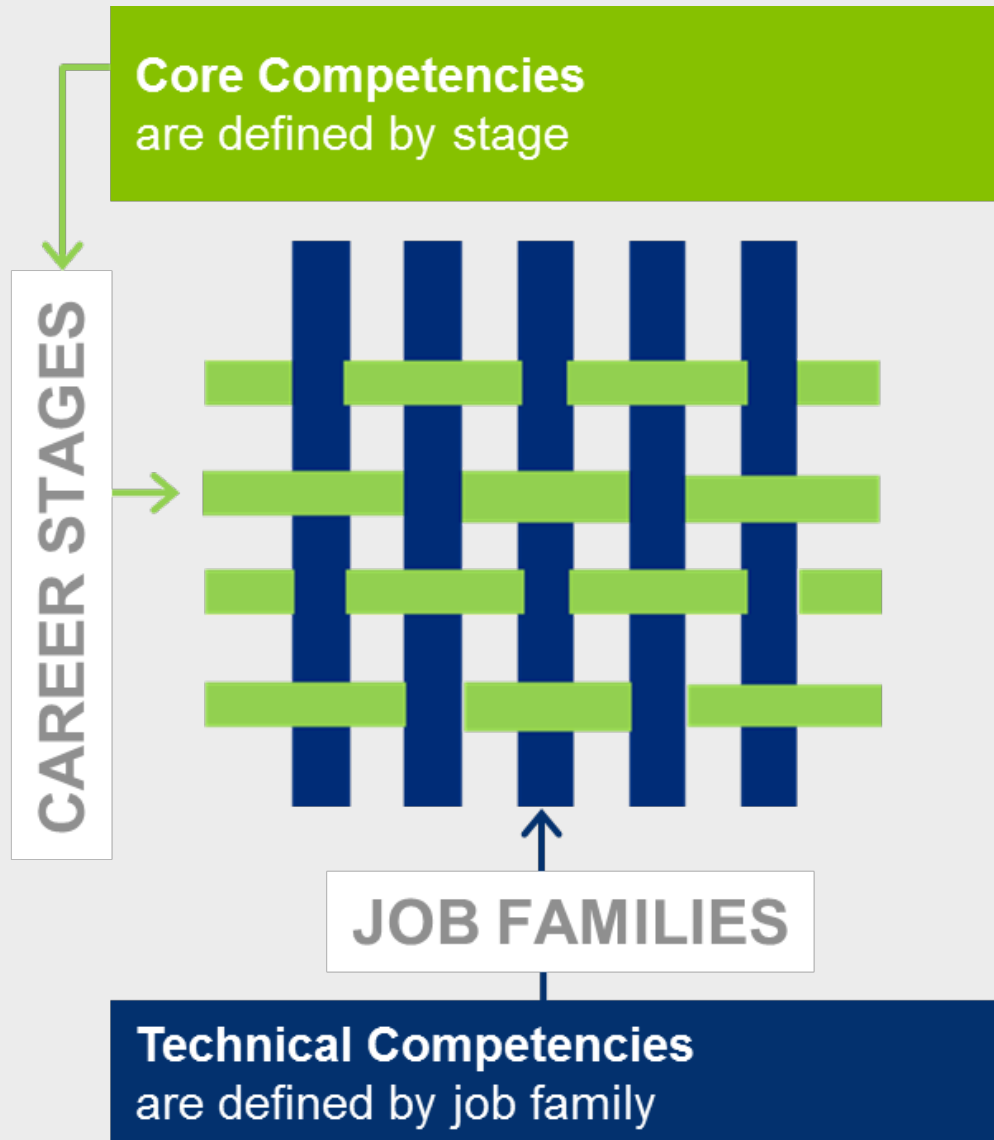 Core Competencies
are defined by stage
CAREER STAGES
JOB FAMILIES
Technical Competencies
are defined by job family